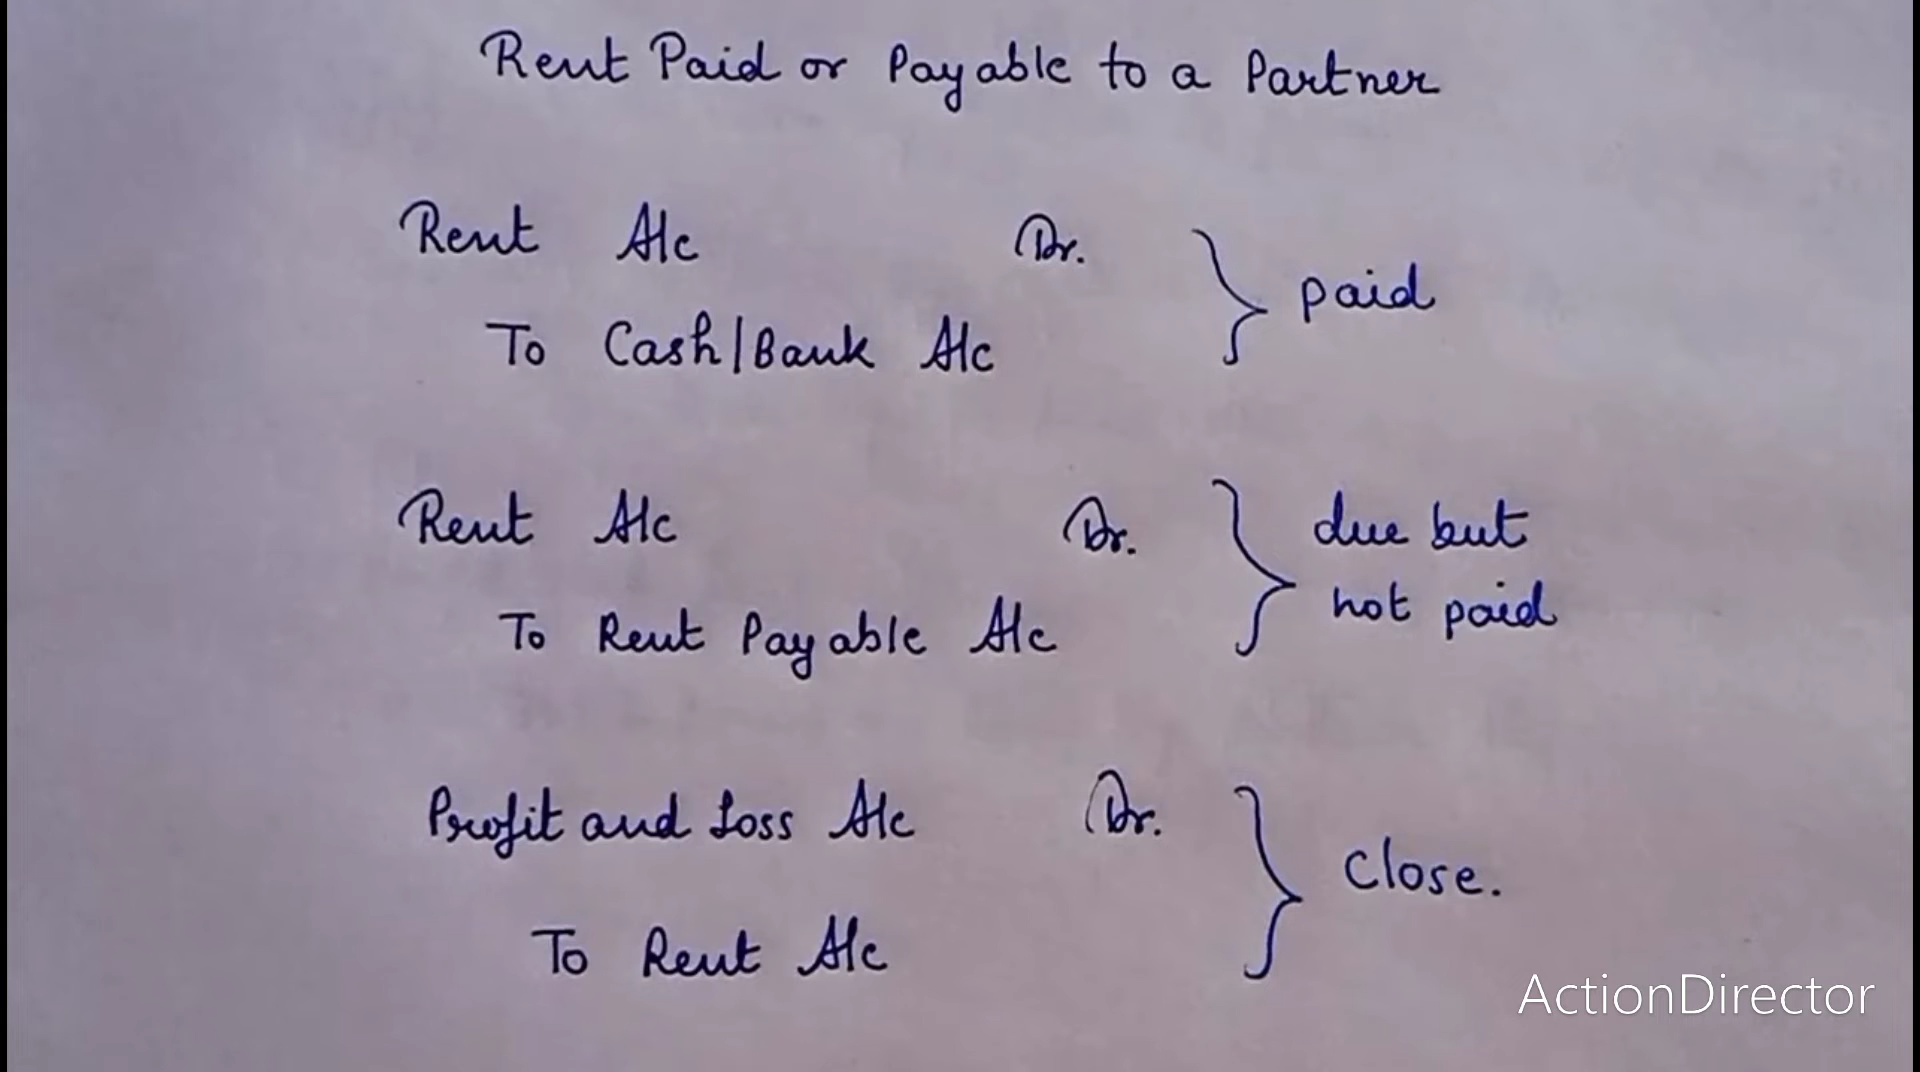 Rent Paid or Payable to a Partner
Rent A/c Dr. } paid
To Cash/Bank A/c
Rent A/c Dr. } due but
not paid
To Rent Payable A/c
Profit and Loss A/c Dr. } Close.
To Rent A/c
ActionDirector